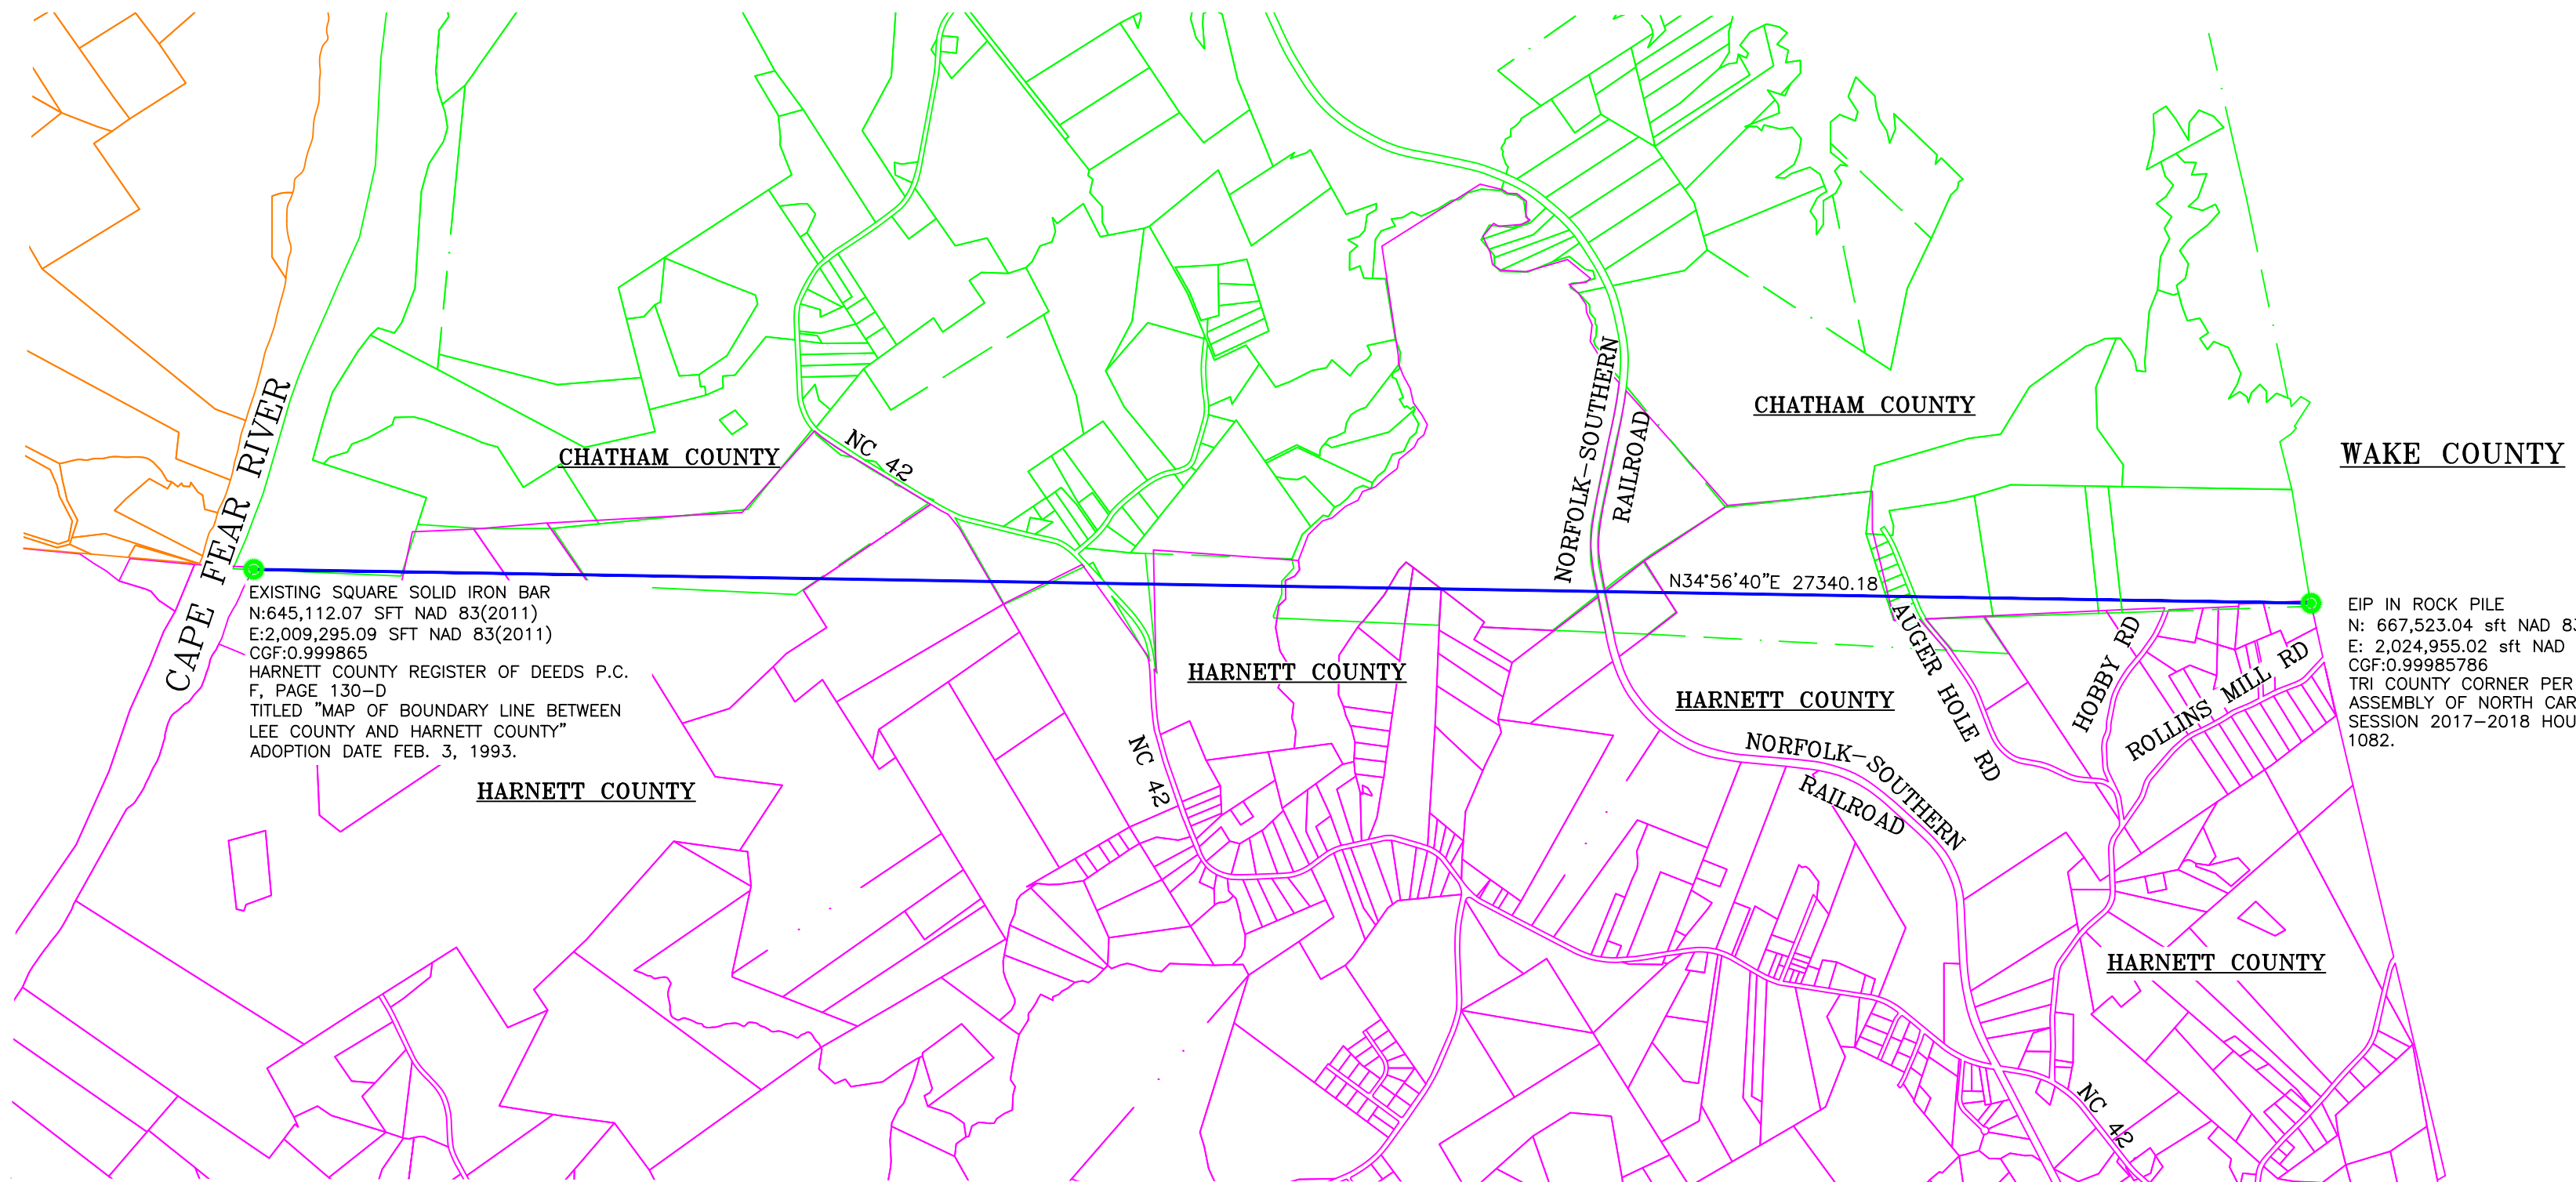 CHATHAM COUNTY
WAKE COUNTY
CHATHAM COUNTY
NC 42
NORFOLK-SOUTHERN
RAILROAD
CAPE FEAR RIVER
N34°56'40"E 27340.18
EXISTING SQUARE SOLID IRON BAR
N:645,112.07 SFT NAD 83(2011)
E:2,009,295.09 SFT NAD 83(2011)
CGF:0.999865
HARNETT COUNTY REGISTER OF DEEDS P.C.
F, PAGE 130-D
TITLED "MAP OF BOUNDARY LINE BETWEEN
LEE COUNTY AND HARNETT COUNTY"
ADOPTION DATE FEB. 3, 1993.
EIP IN ROCK PILE
N: 667,523.04 sft NAD
E: 2,024,955.02 sft NAD
CGF:0.99985786
TRI COUNTY CORNER PER
ASSEMBLY OF NORTH CAR
SESSION 2017-2018 HOU
1082.
HARNETT COUNTY
HARNETT COUNTY
AUGER HOLE RD
HOBBY RD
ROLLINS MILL RD
HARNETT COUNTY
NC 42
NORFOLK-SOUTHERN
RAILROAD
HARNETT COUNTY
NC 42